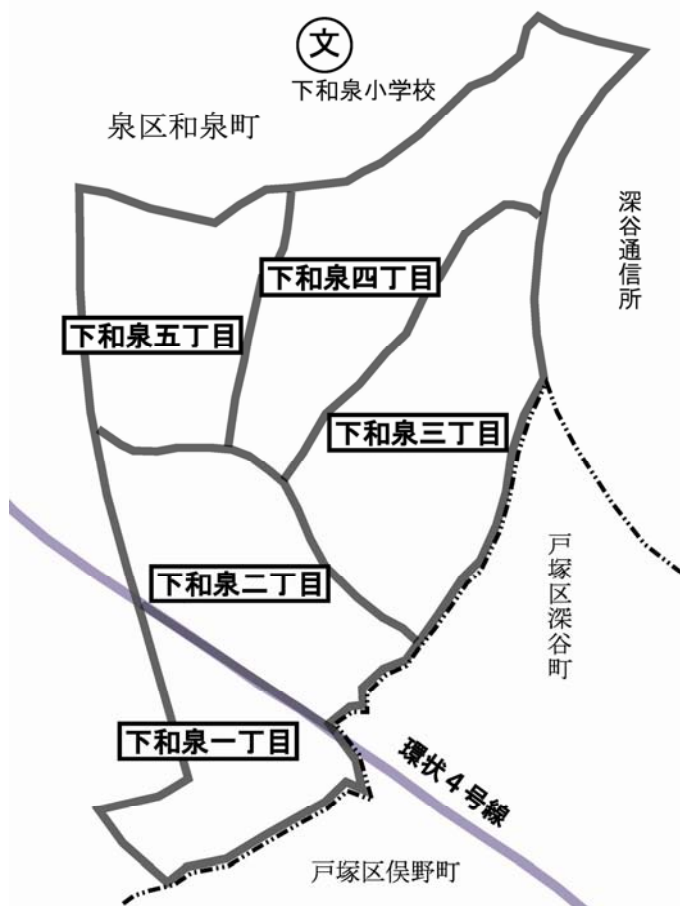 文
下和泉小学校
泉区和泉町
深谷通信所
下和泉四丁目
下和泉五丁目
下和泉三丁目
戸塚区深谷町
下和泉二丁目
下和泉一丁目
環状4号線
戸塚区俣野町